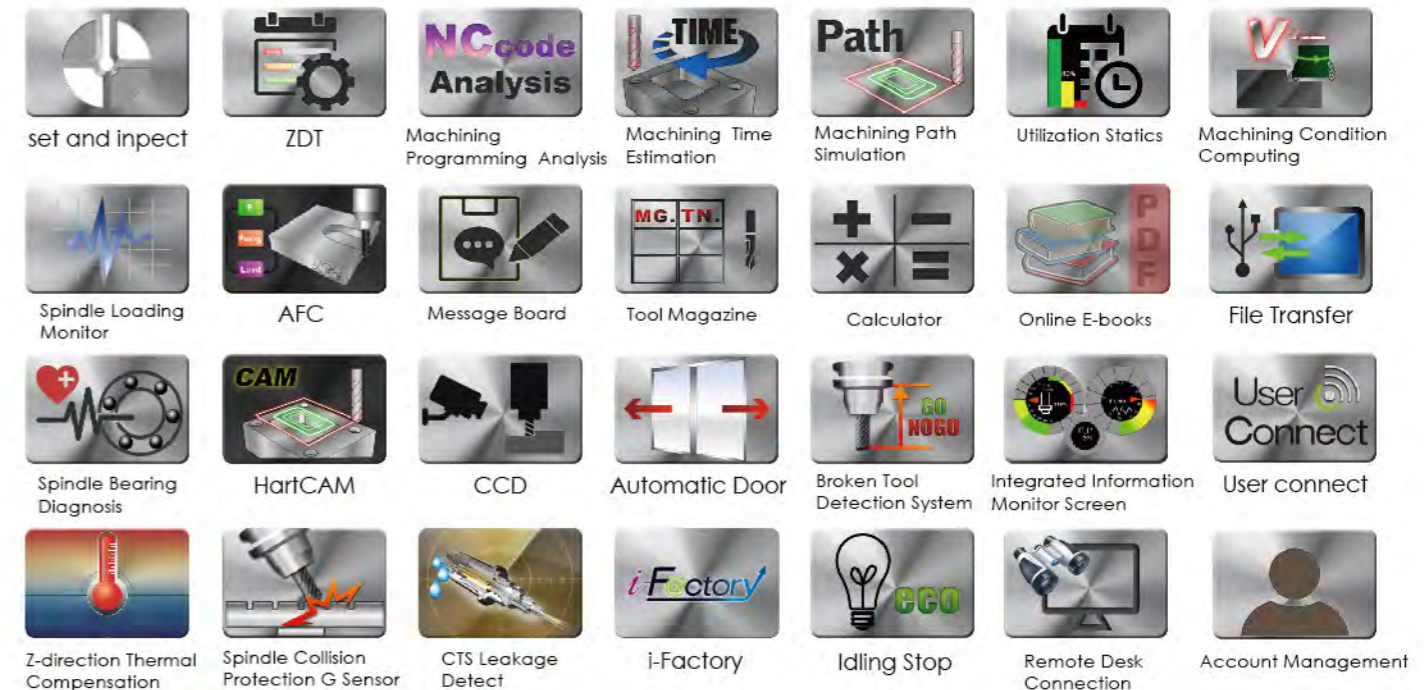 NCcode
Analysis
TIME
Path
V
set and inpect
ZDT
Machining
Programming Analysis
Machining Time
Estimation
Machining Path
Simulation
Utilization Statics
Machining Condition
Computing
Load
MG. TN.
PDF
Spindle Loading
Monitor
AFC
Message Board
Tool Magazine
Calculator
Online E-books
File Transfer
CAM
GO
NOGO
User
Connect
Spindle Bearing
Diagnosis
HartCAM
CCD
Automatic Door
Broken Tool
Detection System
Integrated Information
Monitor Screen
User connect
i-F@ctory
eco
Z-direction Thermal
Compensation
Spindle Collision
Protection G Sensor
CTS Leakage
Detect
i-Factory
Idling Stop
Remote Desk
Connection
Account Management